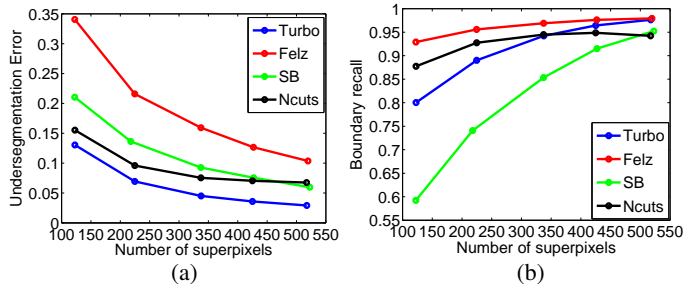 Undersegmentation Error
0.35
0.3
0.25
0.2
0.15
0.1
0.05
0
100 150 200 250 300 350 400 450 500 550
Number of superpixels
Turbo
Felz
SB
Ncuts
(a)
Boundary recall
1
0.95
0.9
0.85
0.8
0.75
0.7
0.65
0.6
0.55
100 150 200 250 300 350 400 450 500 550
Number of superpixels
Turbo
Felz
SB
Ncuts
(b)